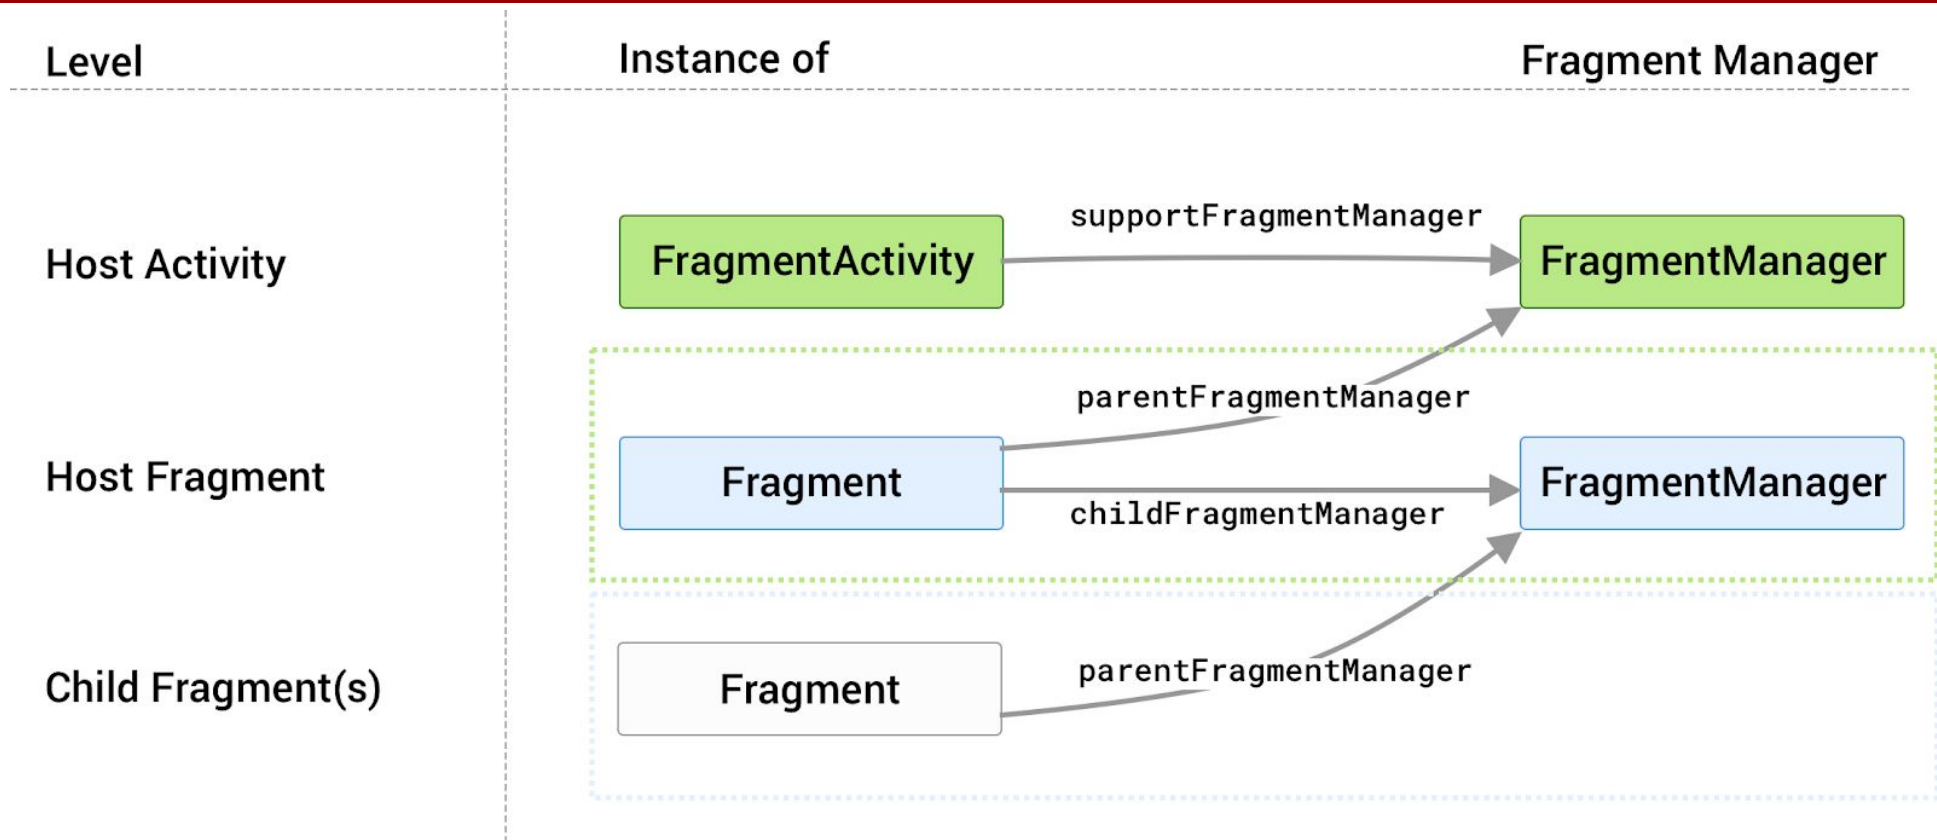 Level
Instance of
Fragment Manager
Host Activity
FragmentActivity
supportFragmentManager
FragmentManager
Host Fragment
Fragment
parentFragmentManager
childFragmentManager
FragmentManager
Child Fragment(s)
Fragment
parentFragmentManager